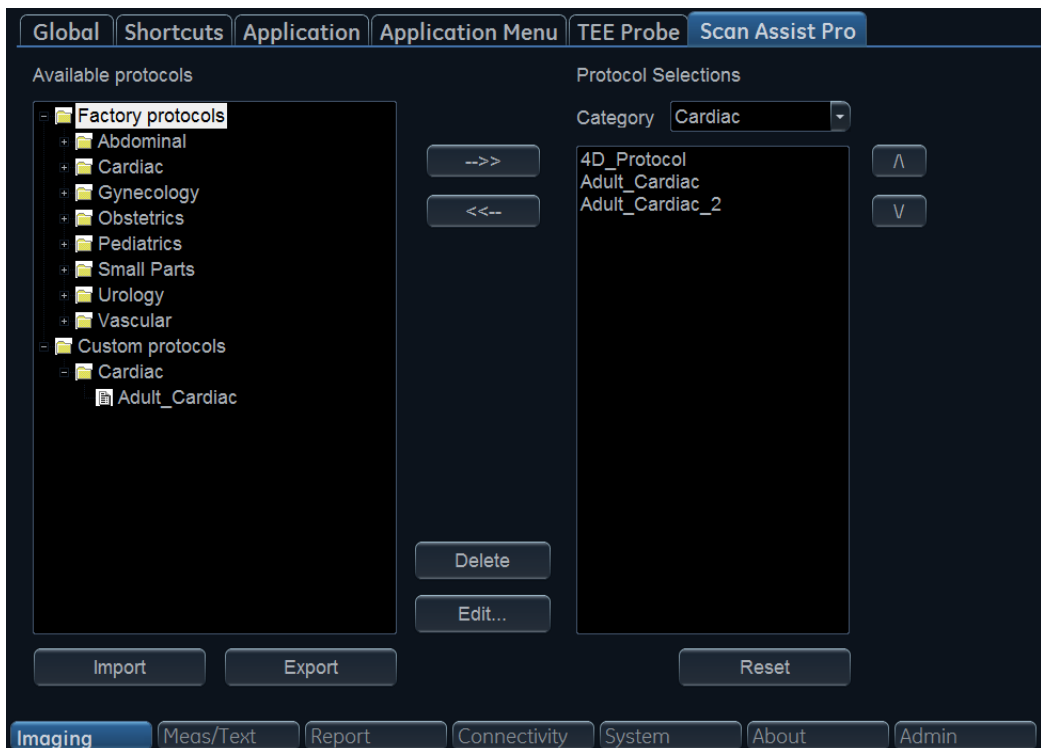 Global Shortcuts Application Application Menu TEE Probe Scan Assist Pro
Available protocols
Factory protocols
Abdominal
Cardiac
Gynecology
Obstetrics
Pediatrics
Small Parts
Urology
Vascular
Custom protocols
Cardiac
Adult_Cardiac
-->>
<<--
Delete
Edit...
Import Export
Protocol Selections
Category Cardiac
4D_Protocol
Adult_Cardiac
Adult_Cardiac_2
/\
\/
Reset
Imaging Meas/Text Report Connectivity System About Admin